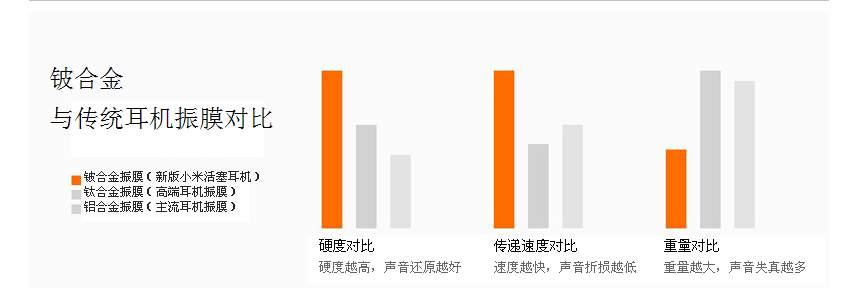 铍合金
与传统耳机振膜对比
铍合金振膜（新版小米活塞耳机）
钛合金振膜（高端耳机振膜）
铝合金振膜（主流耳机振膜）
硬度对比
硬度越高，声音还原越好
传递速度对比
速度越快，声音折损越低
重量对比
重量越大，声音失真越多